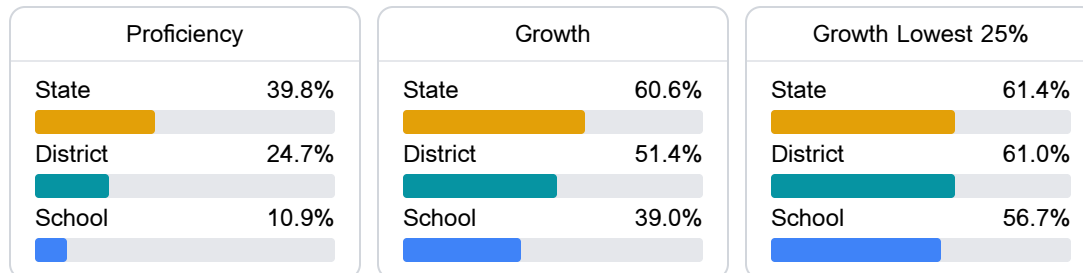 Proficiency
State 39.8%
District 24.7%
School 10.9%
Growth
State 60.6%
District 51.4%
School 39.0%
Growth Lowest 25%
State 61.4%
District 61.0%
School 56.7%